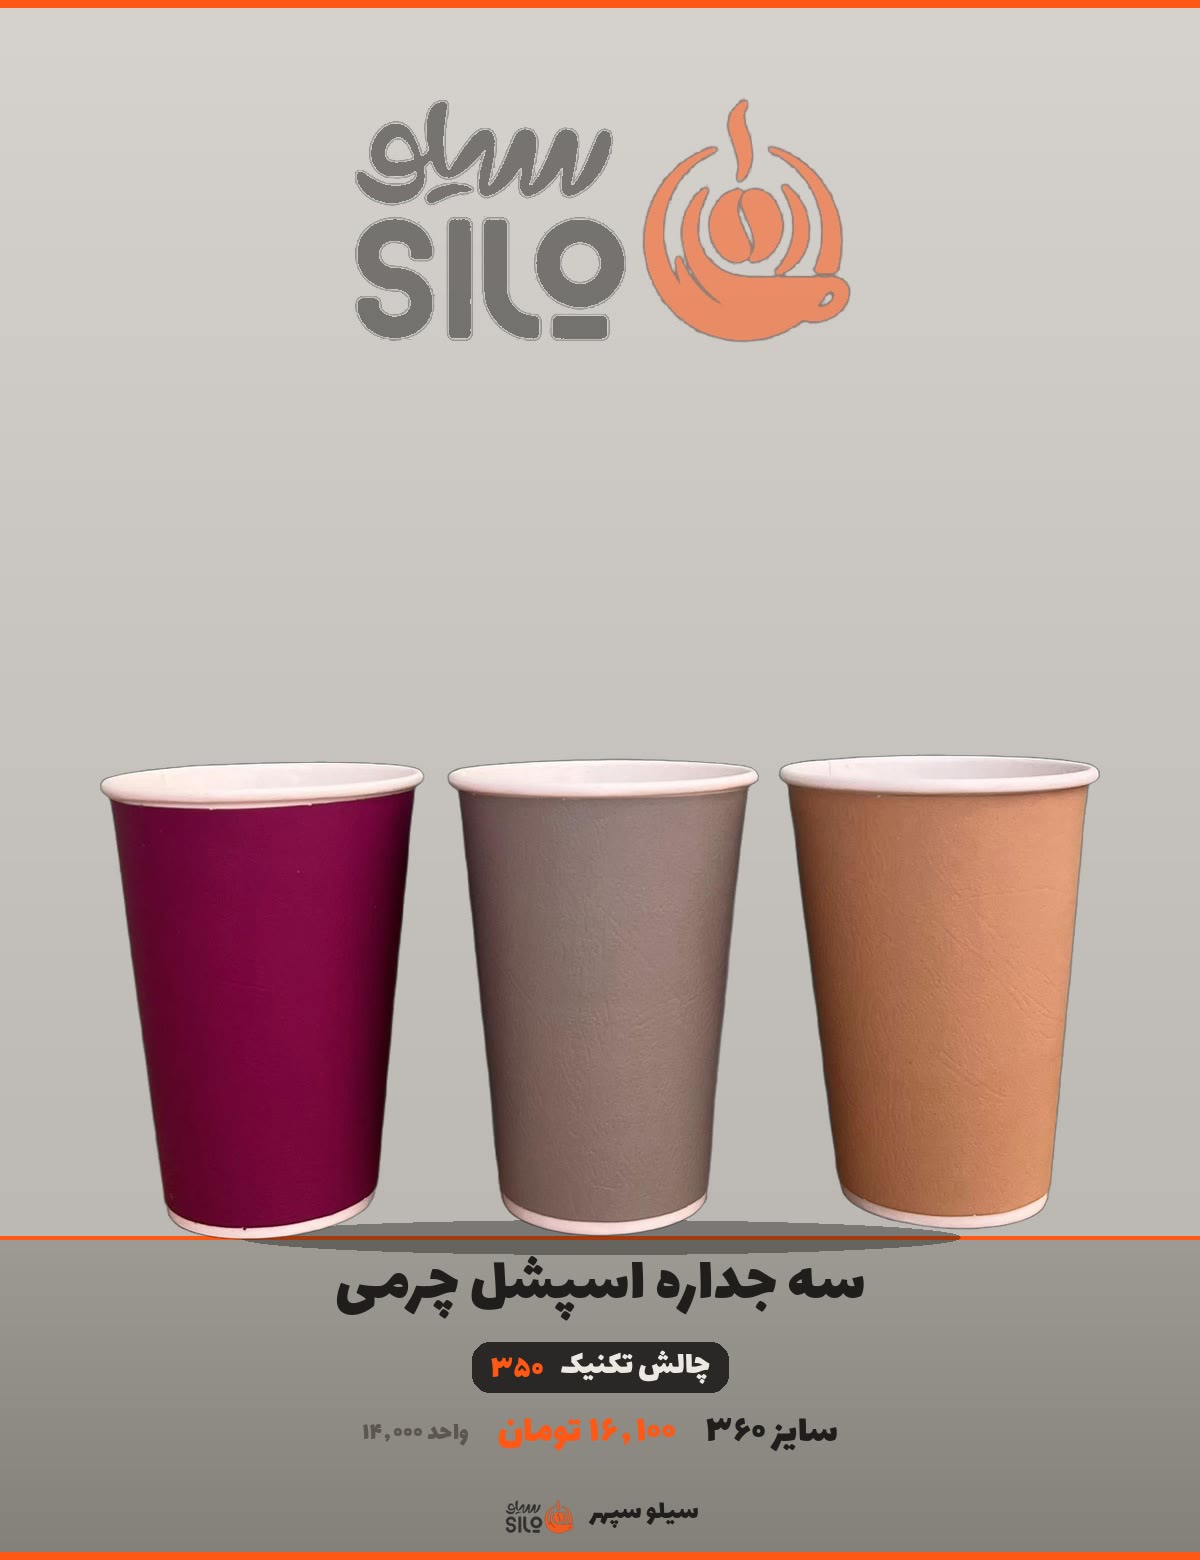 سیلو
SILO
سه جداره اسپشل چرمی
چالش تکنیک ۳۵۰
سایز ۳۶۰ ۱۶,۱۰۰ تومان واحد ۱۴,۰۰۰
سیلو سپهر سیلو SILO